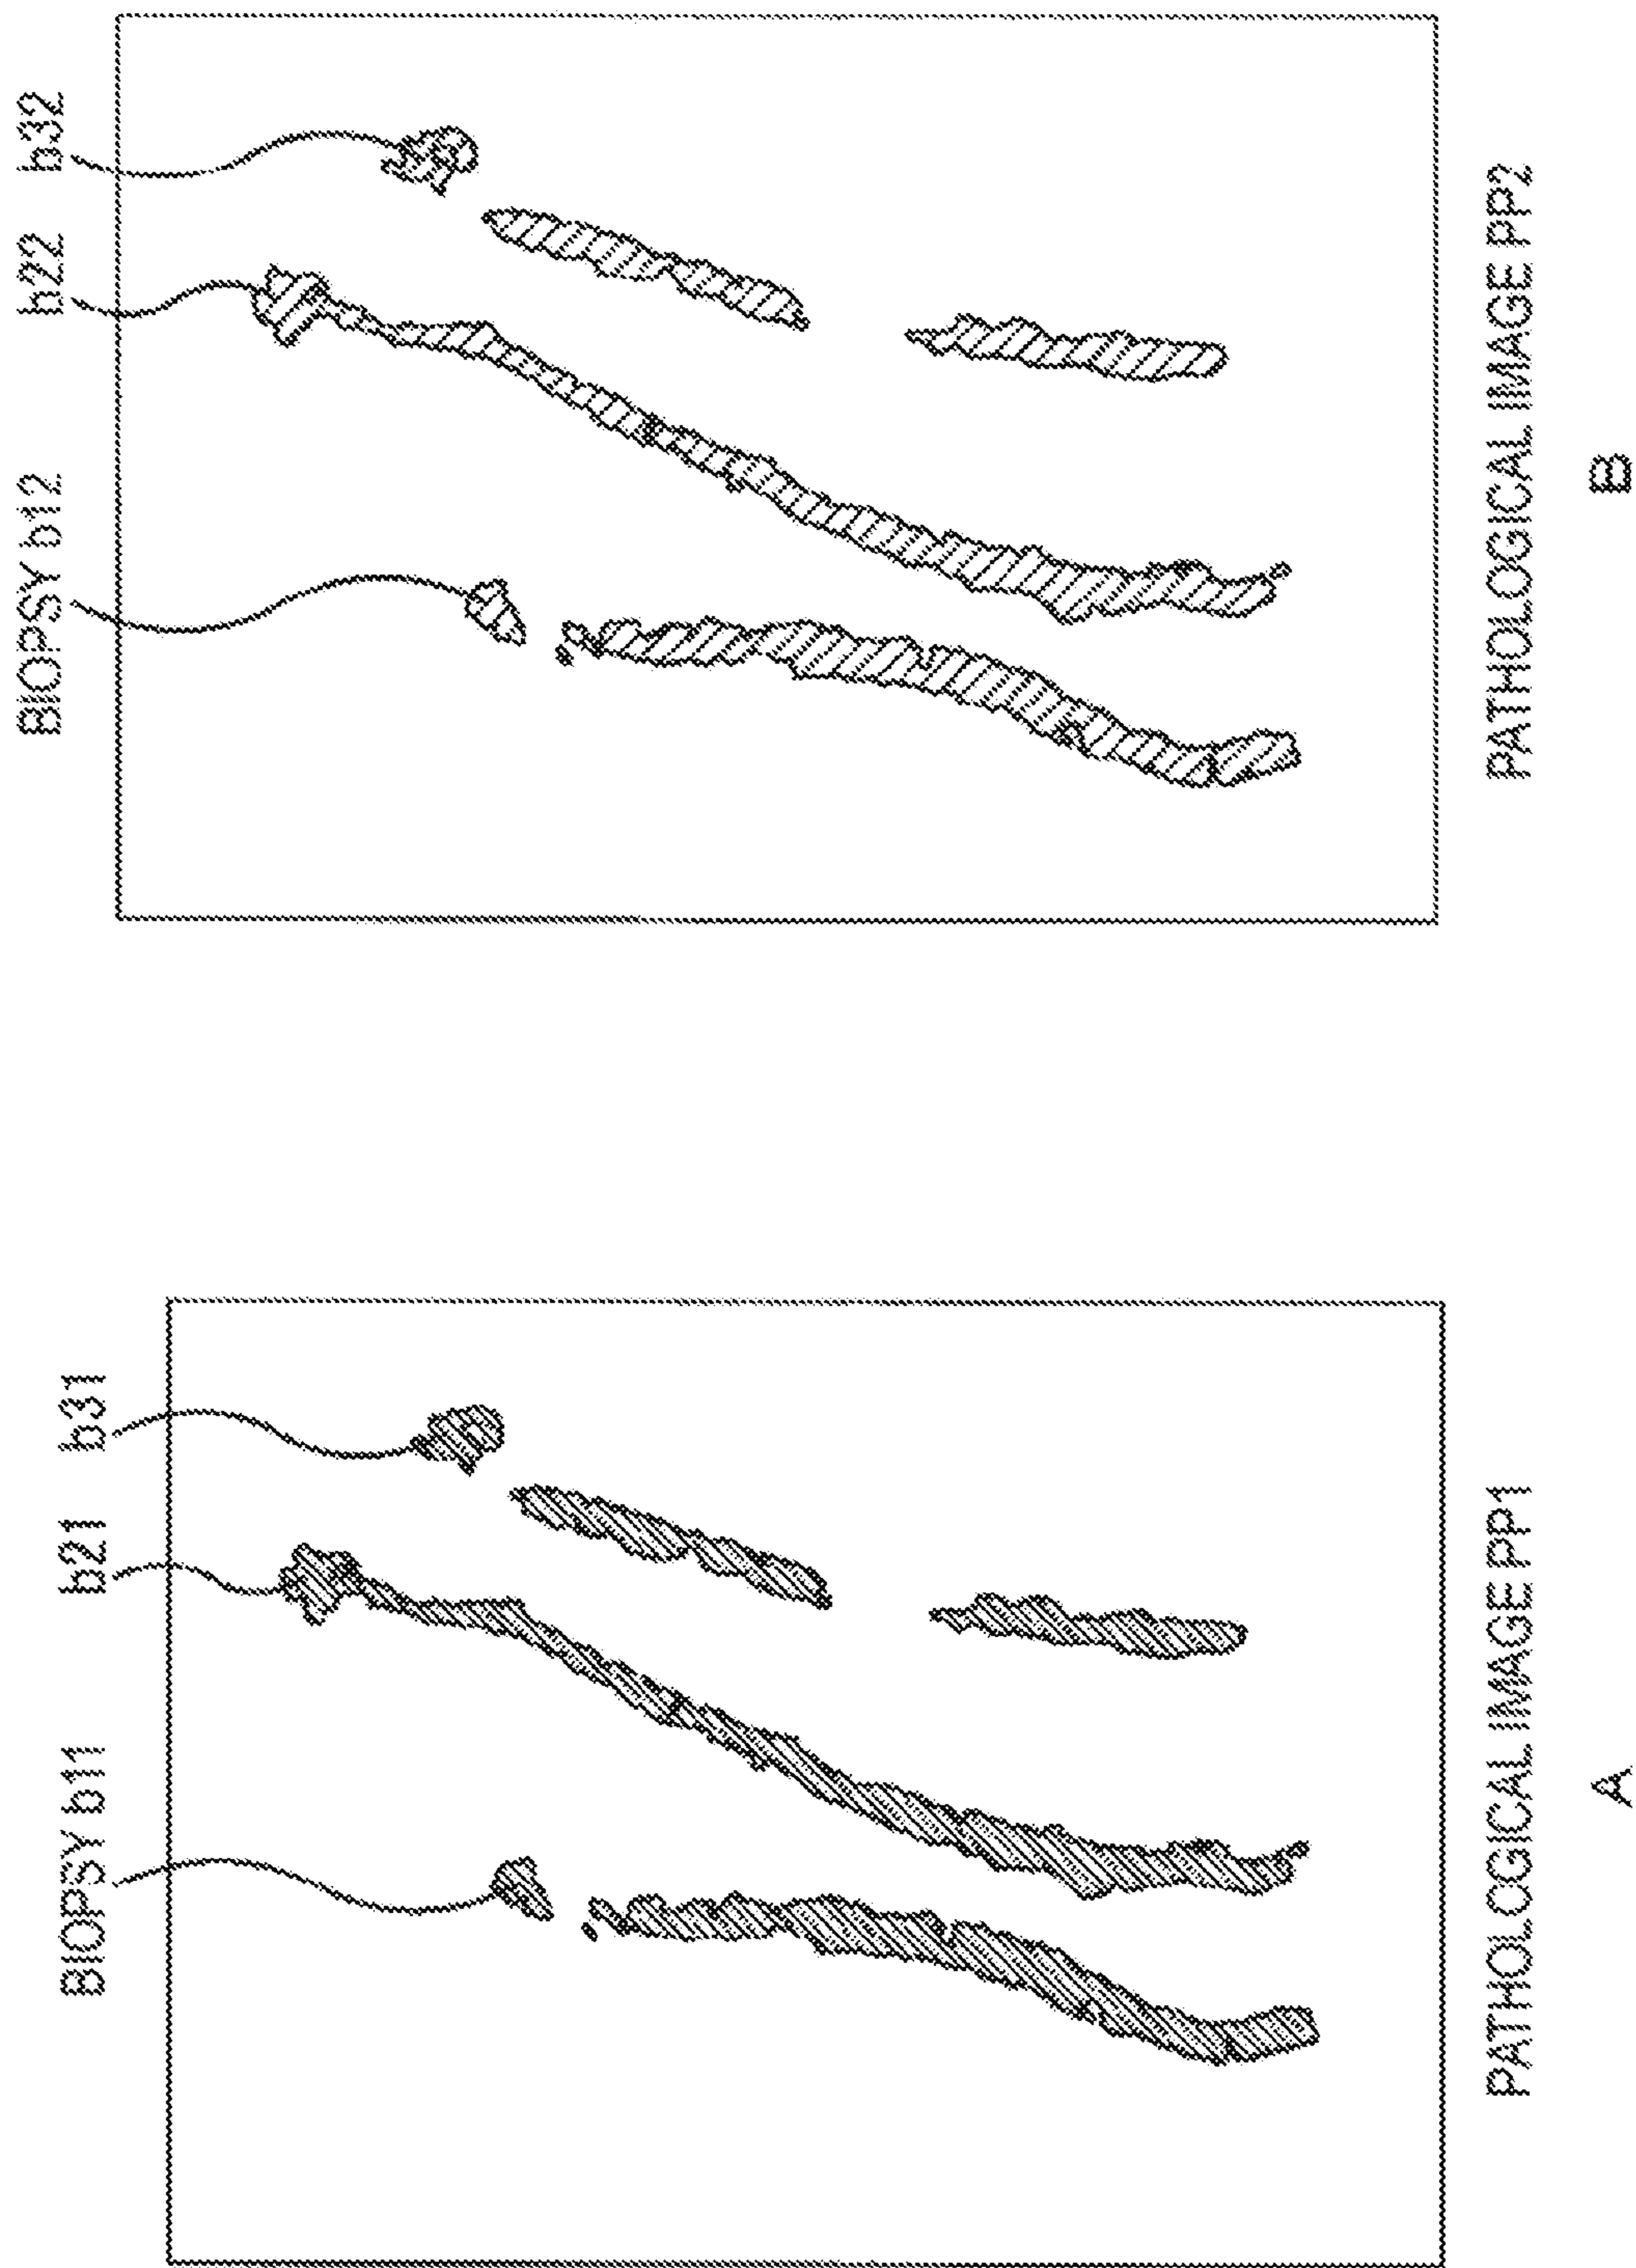 BIOPSY b11
b21
b31
PATHOLOGICAL IMAGE PP1
A
BIOPSY b12
b22
b32
PATHOLOGICAL IMAGE PP2
B